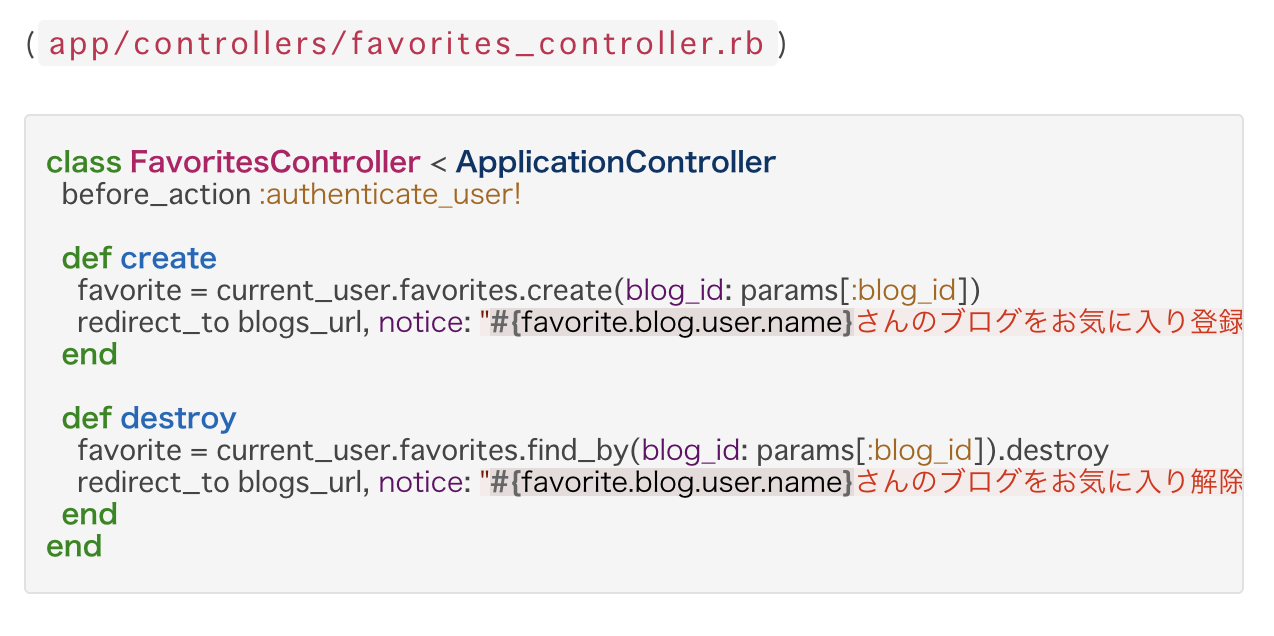 (app/controllers/favorites_controller.rb)
class FavoritesController < ApplicationController
  before_action :authenticate_user!
  def create
    favorite = current_user.favorites.create(blog_id: params[:blog_id])
    redirect_to blogs_url, notice: "#{favorite.blog.user.name}さんのブログをお気に入り登録
  end
  def destroy
    favorite = current_user.favorites.find_by(blog_id: params[:blog_id]).destroy
    redirect_to blogs_url, notice: "#{favorite.blog.user.name}さんのブログをお気に入り解除
  end
end